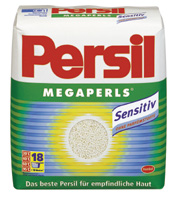 Persil
MEGAPERLS®
Sensitiv
18
Das beste Persil für empfindliche Haut